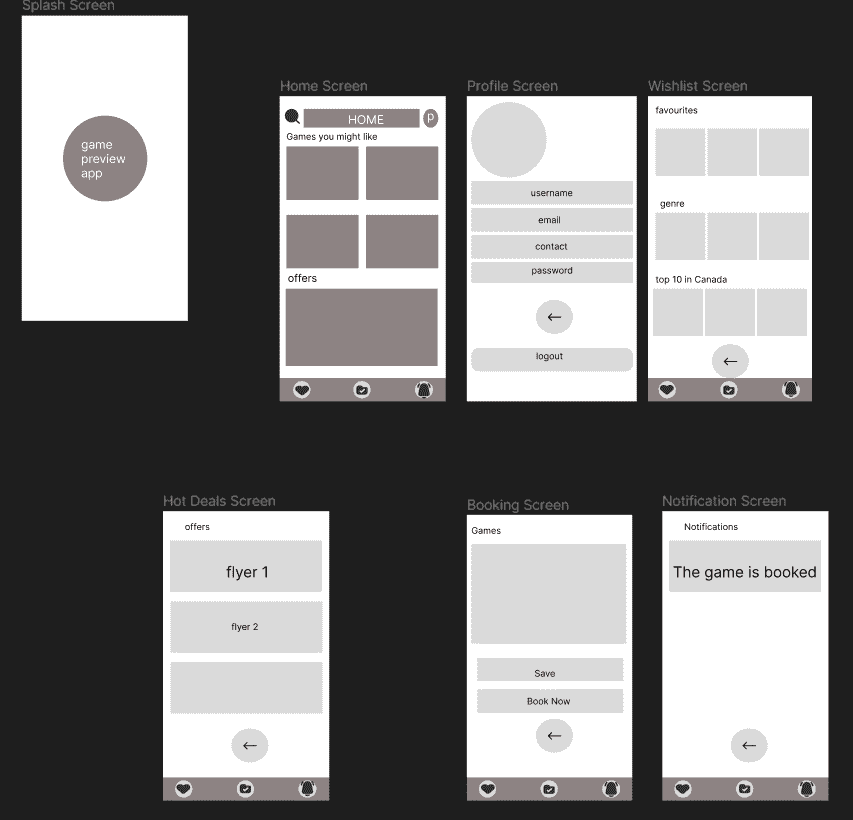 Splash Screen
game
preview
app
Home Screen
HOME
p
Games you might like
offers
Profile Screen
username
email
contact
password
←
logout
Wishlist Screen
favourites
genre
top 10 in Canada
←
Hot Deals Screen
offers
flyer 1
flyer 2
←
Booking Screen
Games
Save
Book Now
←
Notification Screen
Notifications
The game is booked
←